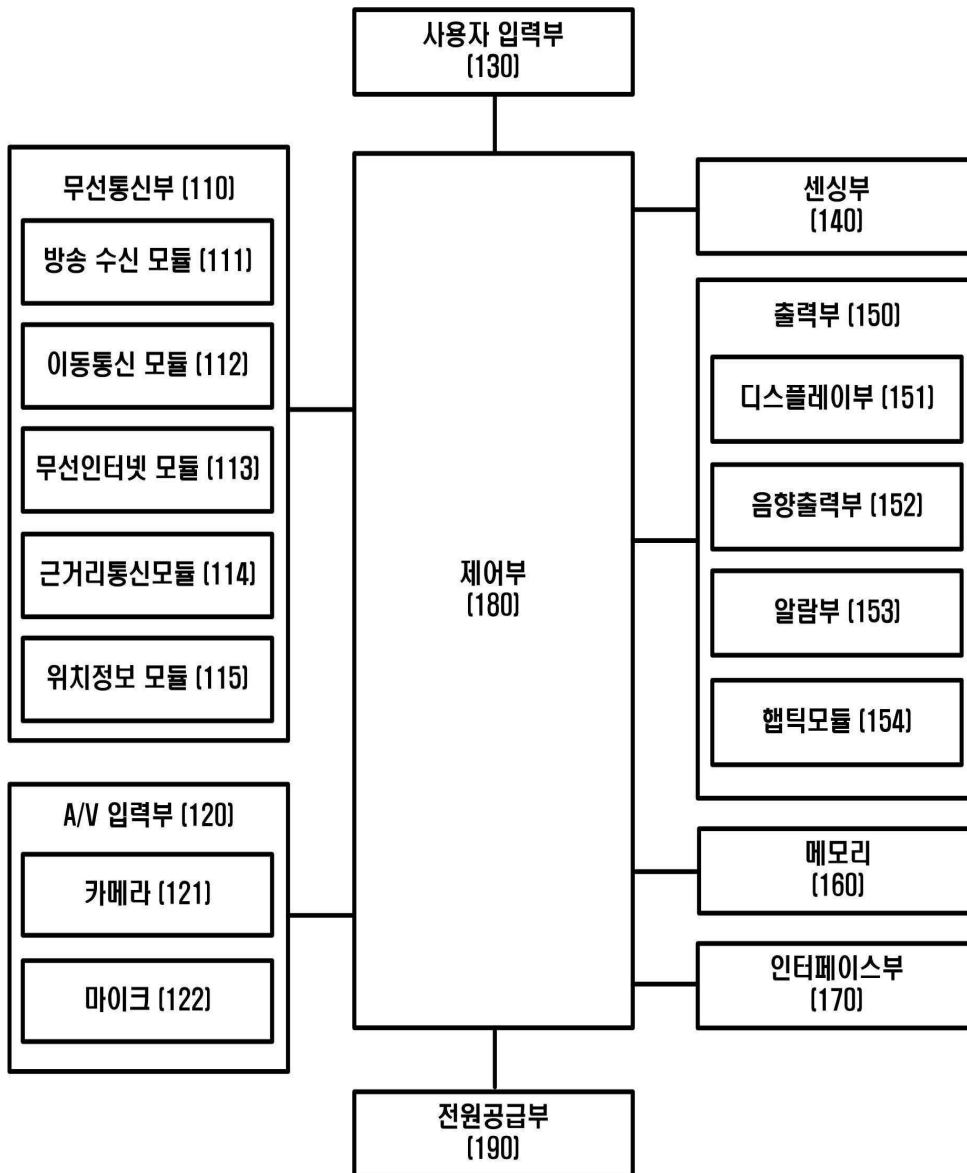 사용자 입력부
(130)
무선통신부 (110)
방송 수신 모듈 (111)
이동통신 모듈 (112)
무선인터넷 모듈 (113)
근거리통신모듈 (114)
위치정보 모듈 (115)
A/V 입력부 (120)
카메라 (121)
마이크 (122)
제어부
(180)
센싱부
(140)
출력부 (150)
디스플레이부 (151)
음향출력부 (152)
알람부 (153)
햅틱모듈 (154)
메모리
(160)
인터페이스부
(170)
전원공급부
(190)